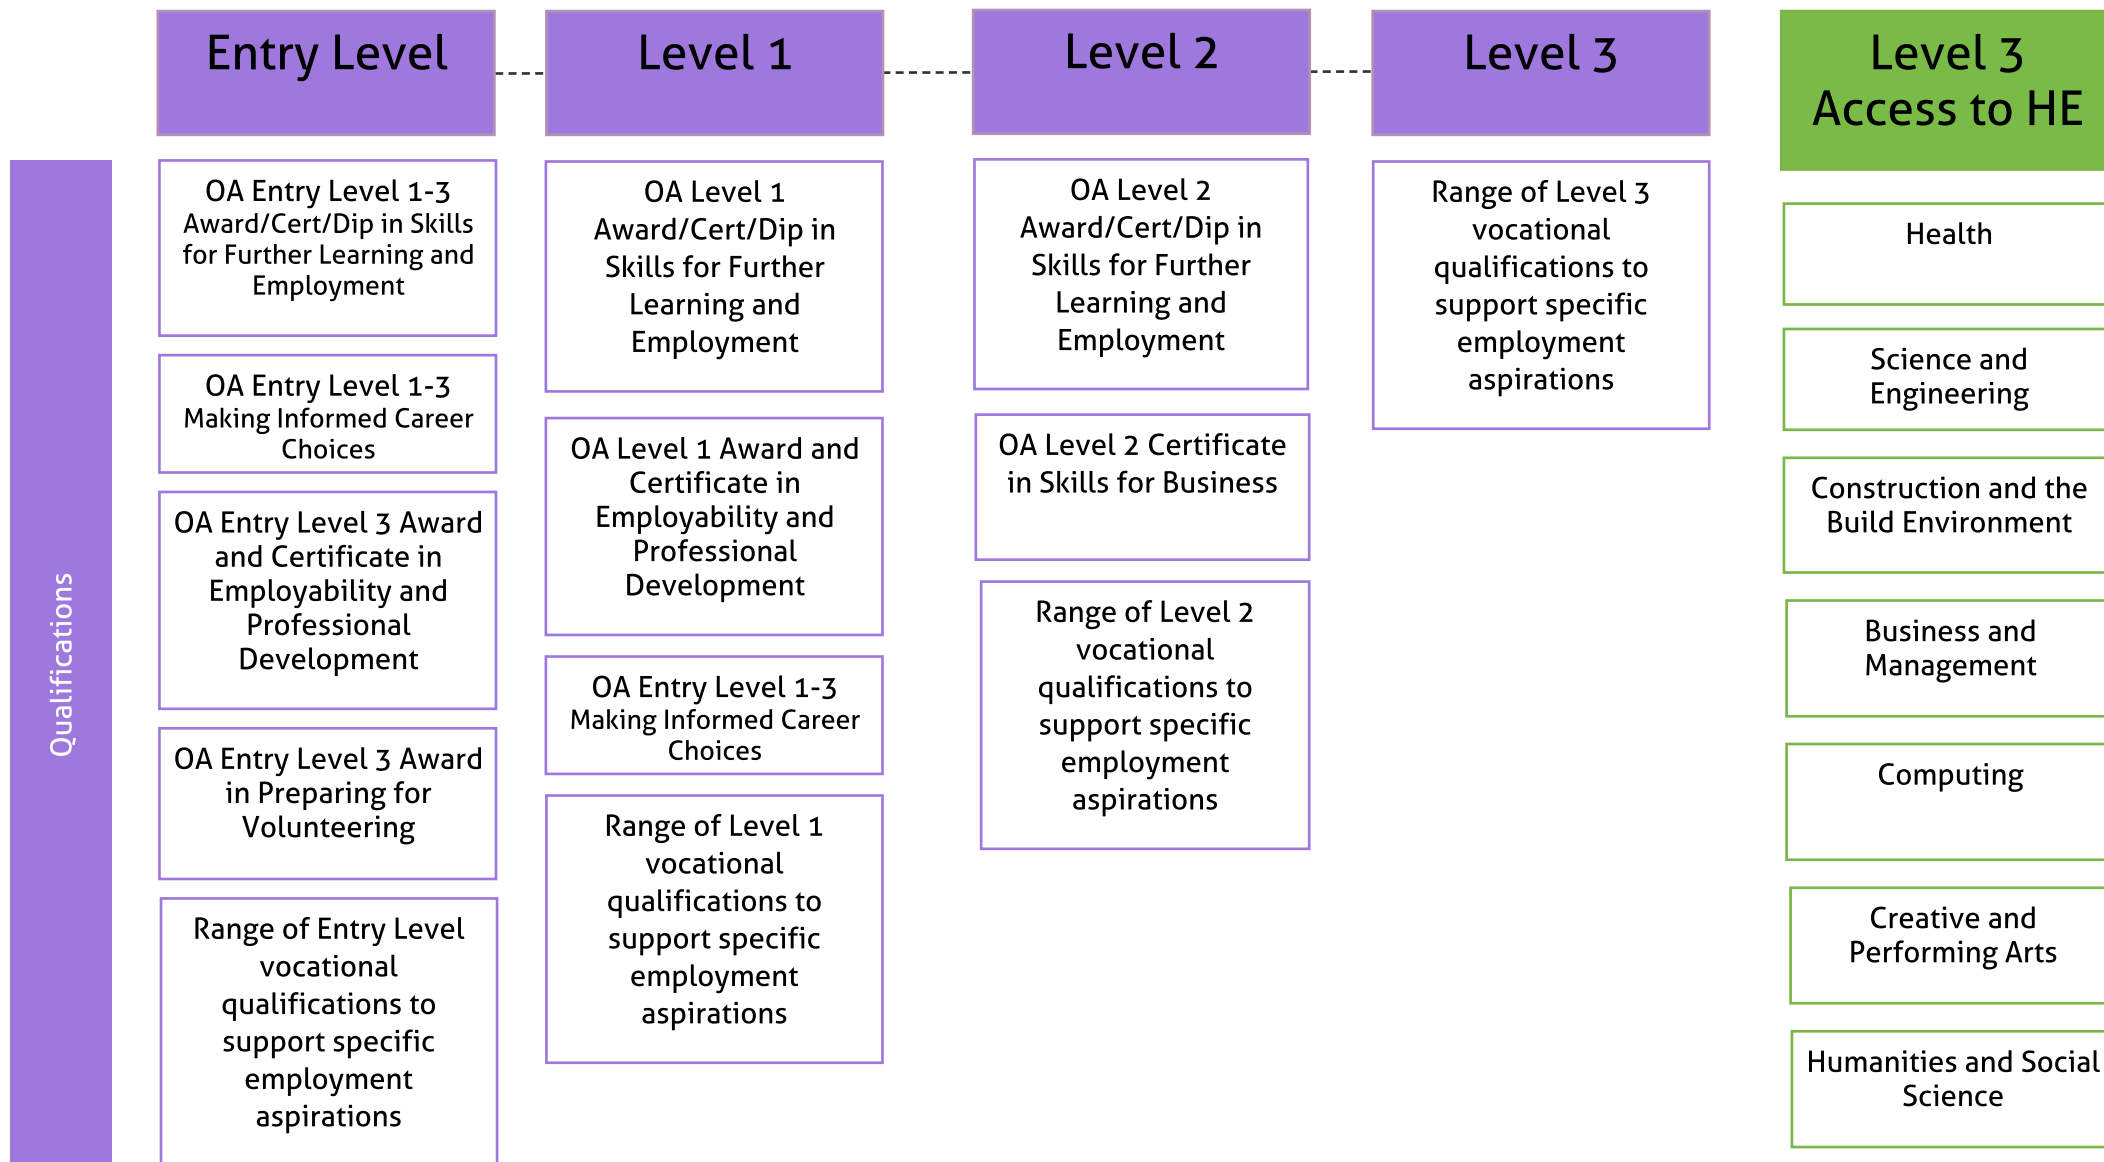 Entry Level
Level 1
Level 2
Level 3
Level 3
Access to HE
Qualifications
OA Entry Level 1-3
Award/Cert/Dip in Skills
for Further Learning and
Employment
OA Entry Level 1-3
Making Informed Career
Choices
OA Entry Level 3 Award
and Certificate in
Employability and
Professional
Development
OA Entry Level 3 Award
in Preparing for
Volunteering
Range of Entry Level
vocational
qualifications to
support specific
employment
aspirations
OA Level 1
Award/Cert/Dip in
Skills for Further
Learning and
Employment
OA Level 1 Award and
Certificate in
Employability and
Professional
Development
OA Entry Level 1-3
Making Informed Career
Choices
Range of Level 1
vocational
qualifications to
support specific
employment
aspirations
OA Level 2
Award/Cert/Dip in
Skills for Further
Learning and
Employment
OA Level 2 Certificate
in Skills for Business
Range of Level 2
vocational
qualifications to
support specific
employment
aspirations
Range of Level 3
vocational
qualifications to
support specific
employment
aspirations
Health
Science and
Engineering
Construction and the
Build Environment
Business and
Management
Computing
Creative and
Performing Arts
Humanities and Social
Science